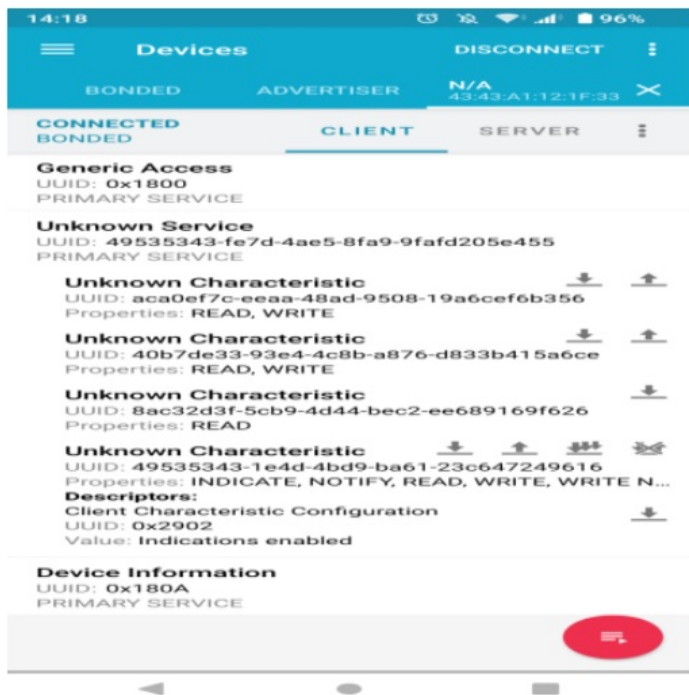 14:18 96%
Devices DISCONNECT
BONDED ADVERTISER N/A
43:43:A1:12:1F:33
CONNECTED
BONDED CLIENT SERVER
Generic Access
UUID: 0x1800
PRIMARY SERVICE
Unknown Service
UUID: 49535343-fe7d-4ae5-8fa9-9fafd205e455
PRIMARY SERVICE
Unknown Characteristic
UUID: aca0ef7c-eeaa-48ad-9508-19a6cef6b356
Properties: READ, WRITE
Unknown Characteristic
UUID: 40b7de33-93e4-4c8b-a876-d833b415a6ce
Properties: READ, WRITE
Unknown Characteristic
UUID: 8ac32d3f-5cb9-4d44-bec2-ee689169f626
Properties: READ
Unknown Characteristic
UUID: 49535343-1e4d-4bd9-ba61-23c647249616
Properties: INDICATE, NOTIFY, READ, WRITE, WRITE N...
Descriptors:
Client Characteristic Configuration
UUID: 0x2902
Value: Indications enabled
Device Information
UUID: 0x180A
PRIMARY SERVICE